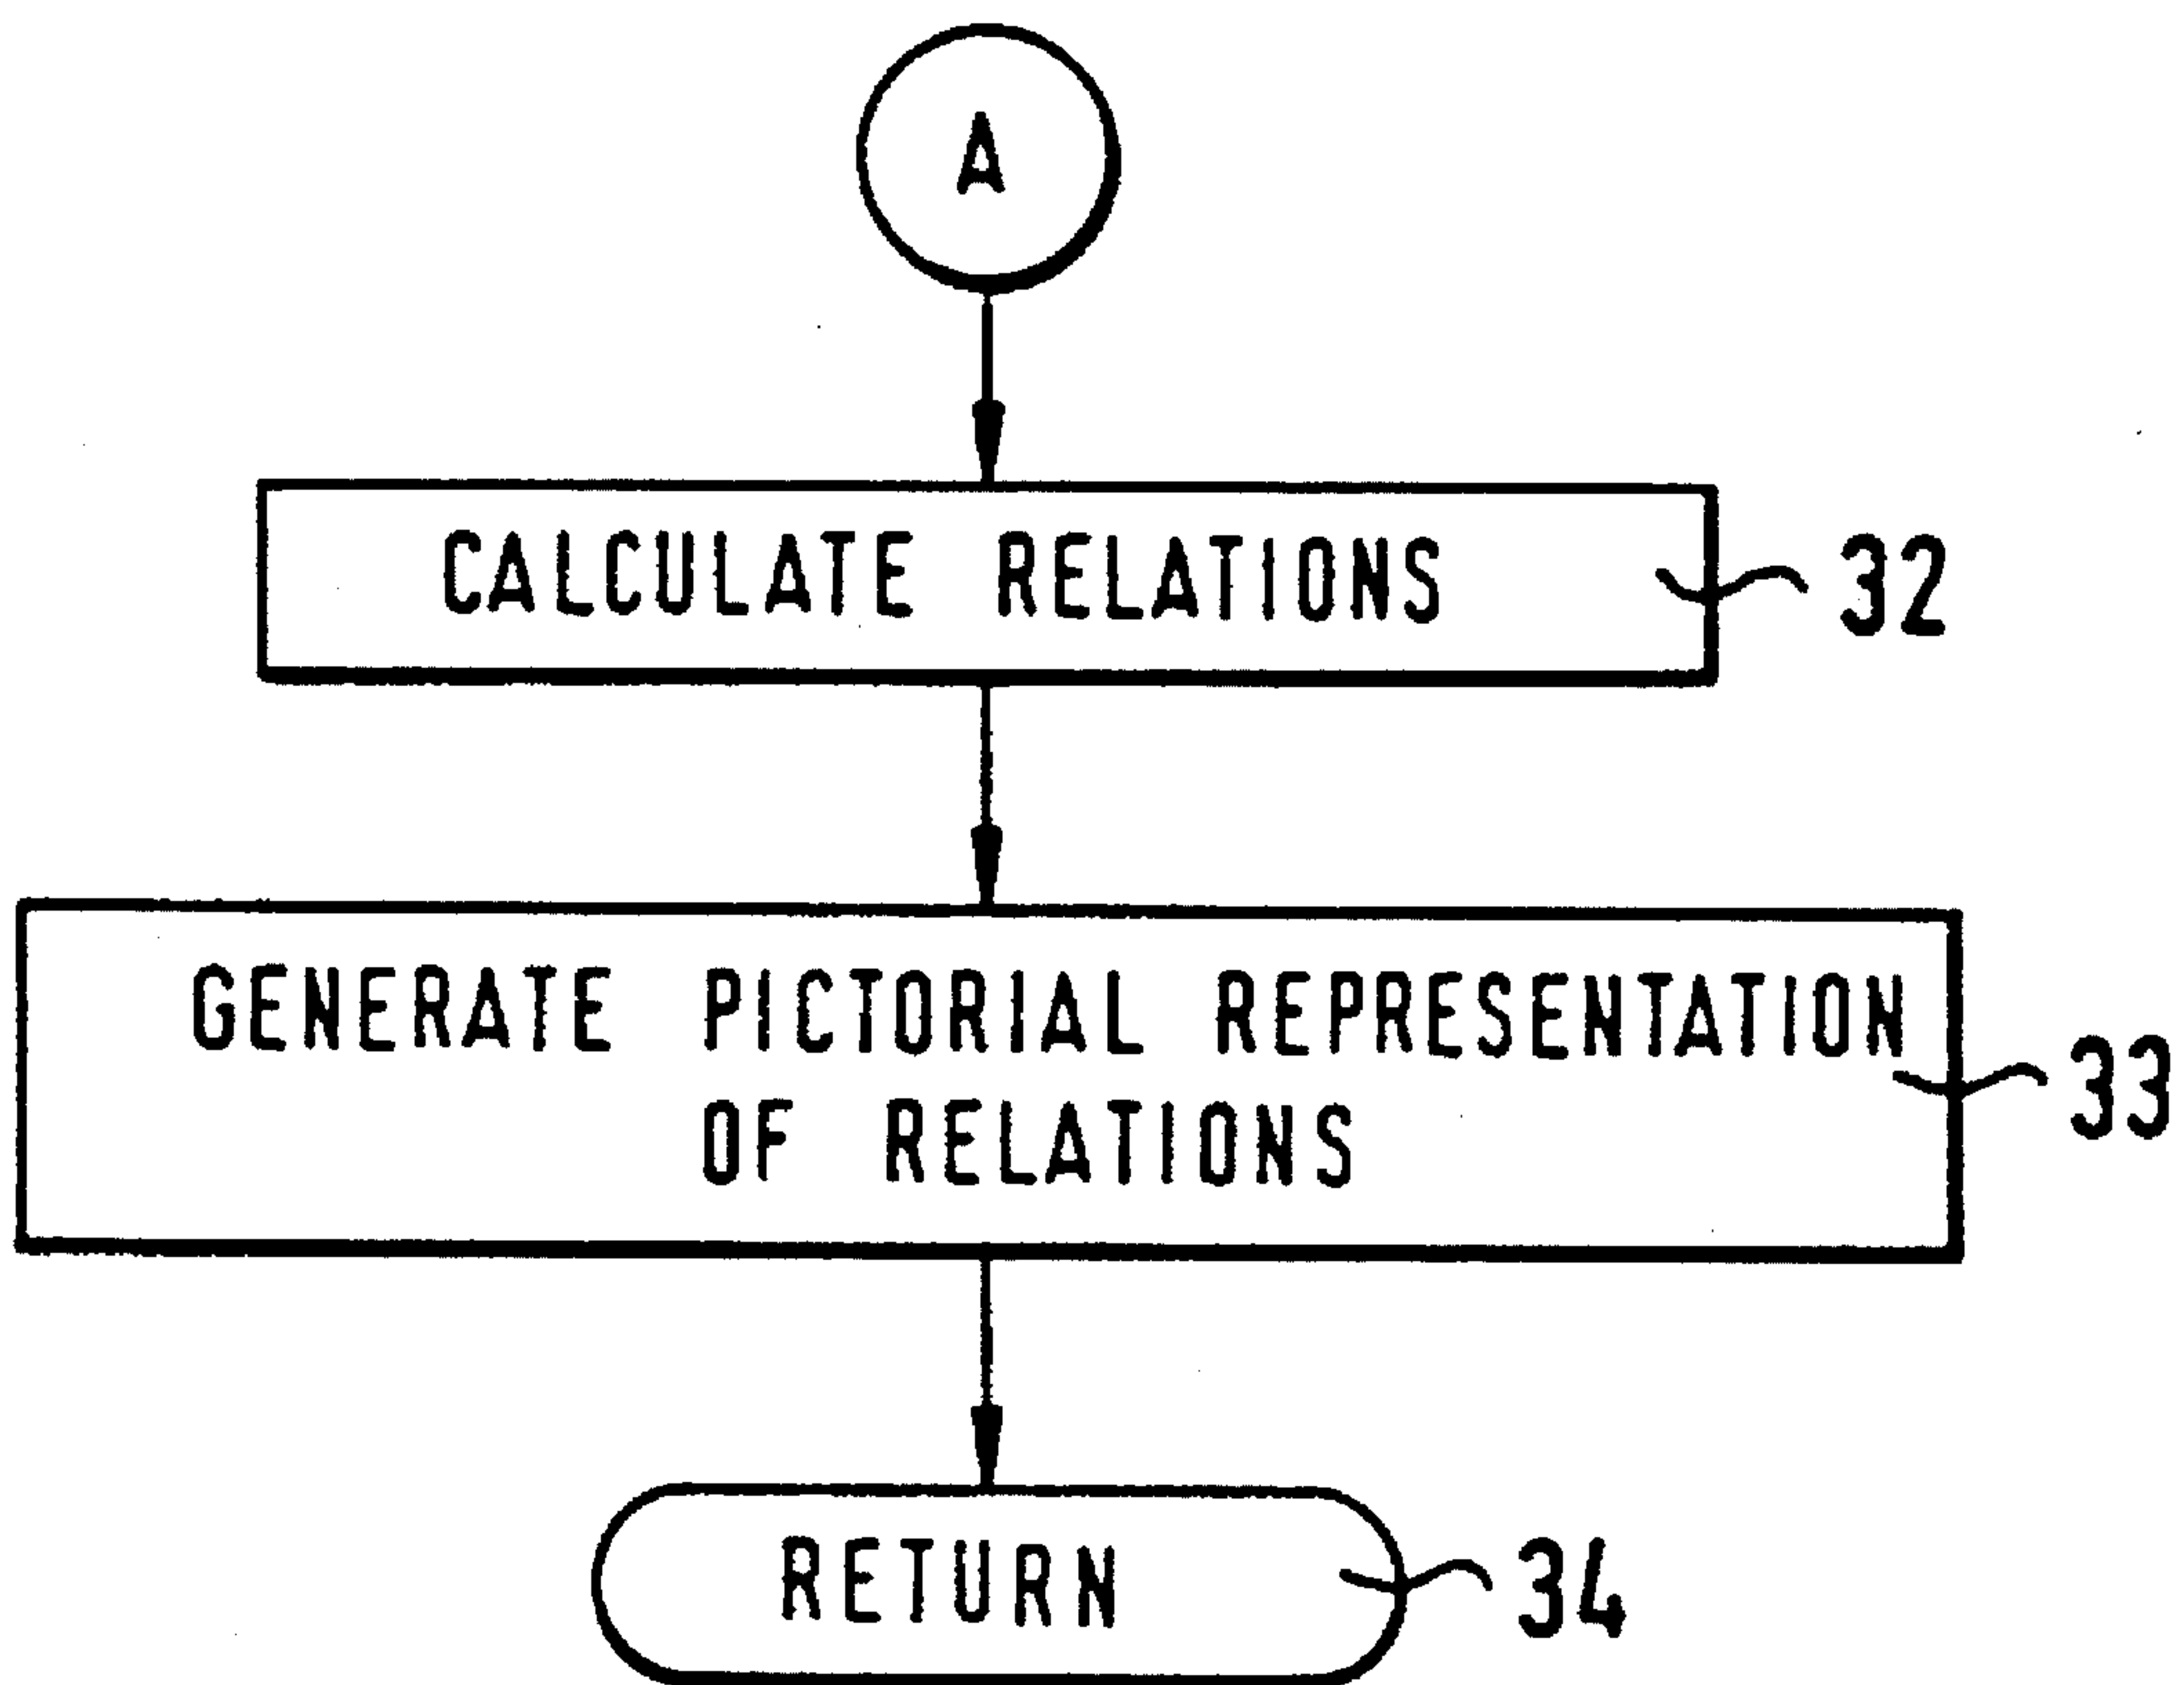 A
CALCULATE RELATIONS
32
GENERATE PICTORIAL REPRESENTATION
OF RELATIONS
33
RETURN
34